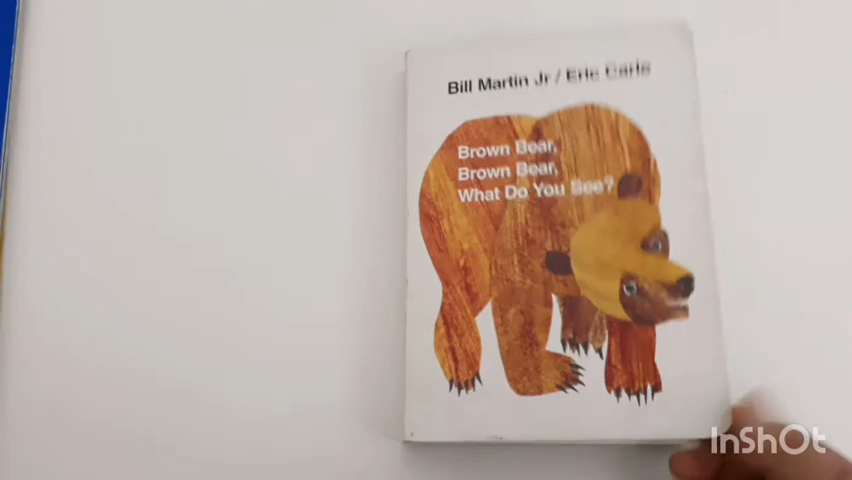 Bill Martin Jr / Eric Carle
Brown Bear,
Brown Bear,
What Do You See?
InShOt